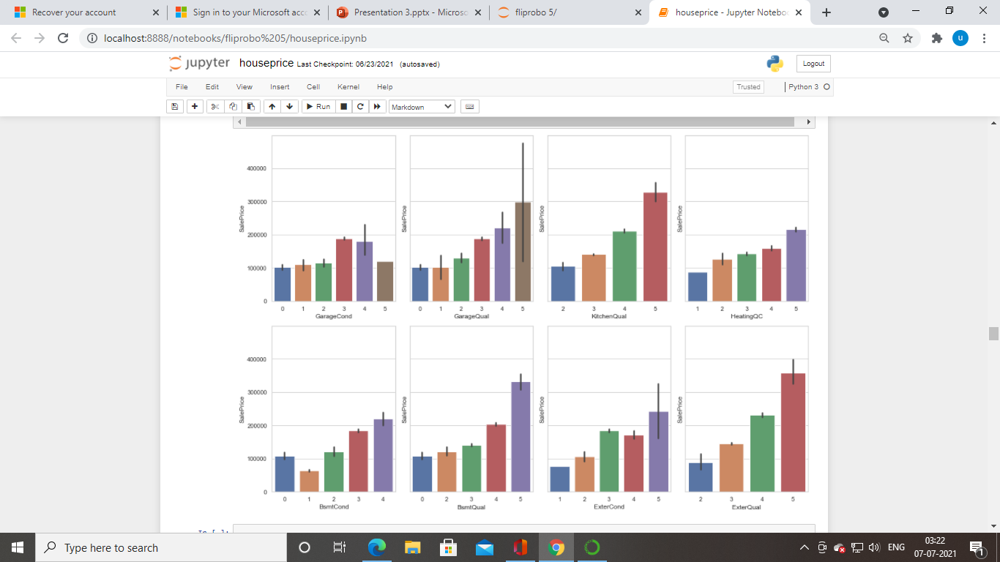 Recover your account
Sign in to your Microsoft acc
Presentation 3.pptx - Microso
fliprobo 5/
houseprice - Jupyter Notebo
localhost:8888/notebooks/fliprobo%205/houseprice.ipynb
u
jupyter houseprice Last Checkpoint: 06/23/2021 (autosaved)
Logout
File Edit View Insert Cell Kernel Help
Trusted
Python 3
Run
Markdown
SalePrice
400000
300000
200000
100000
0
0 1 2 3 4 5
GarageCond
SalePrice
0 1 2 3 4 5
GarageQual
SalePrice
2 3 4 5
KitchenQual
SalePrice
1 2 3 4 5
HeatingQC
SalePrice
400000
300000
200000
100000
0
0 1 2 3 4
BsmtCond
SalePrice
0 2 3 4 5
BsmtQual
SalePrice
1 2 3 4 5
ExterCond
SalePrice
2 3 4 5
ExterQual
In [ ]:
Type here to search
ENG
03:22
07-07-2021
1